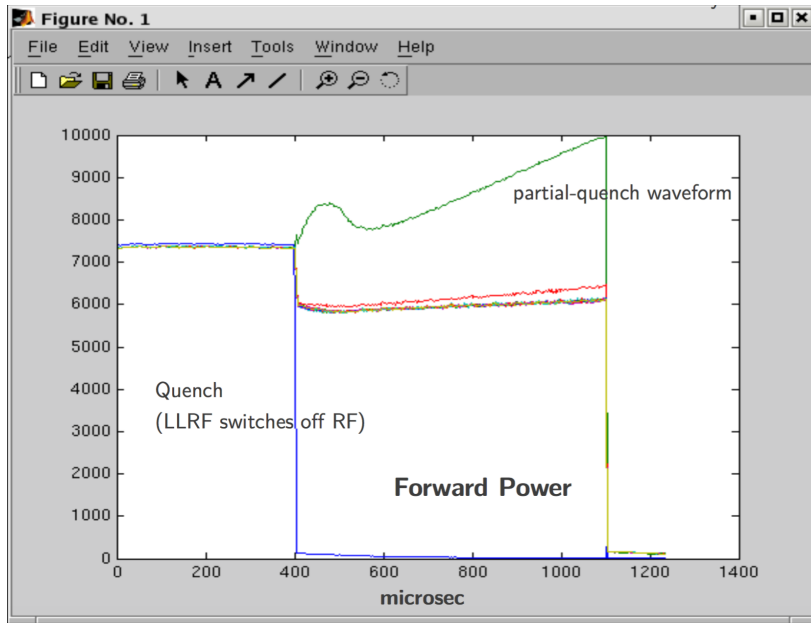 Figure No. 1
File Edit View Insert Tools Window Help
A
10000
9000
8000
7000
6000
5000
4000
3000
2000
1000
0
partial-quench waveform
Quench
(LLRF switches off RF)
Forward Power
0 200 400 600 800 1000 1200 1400
microsec